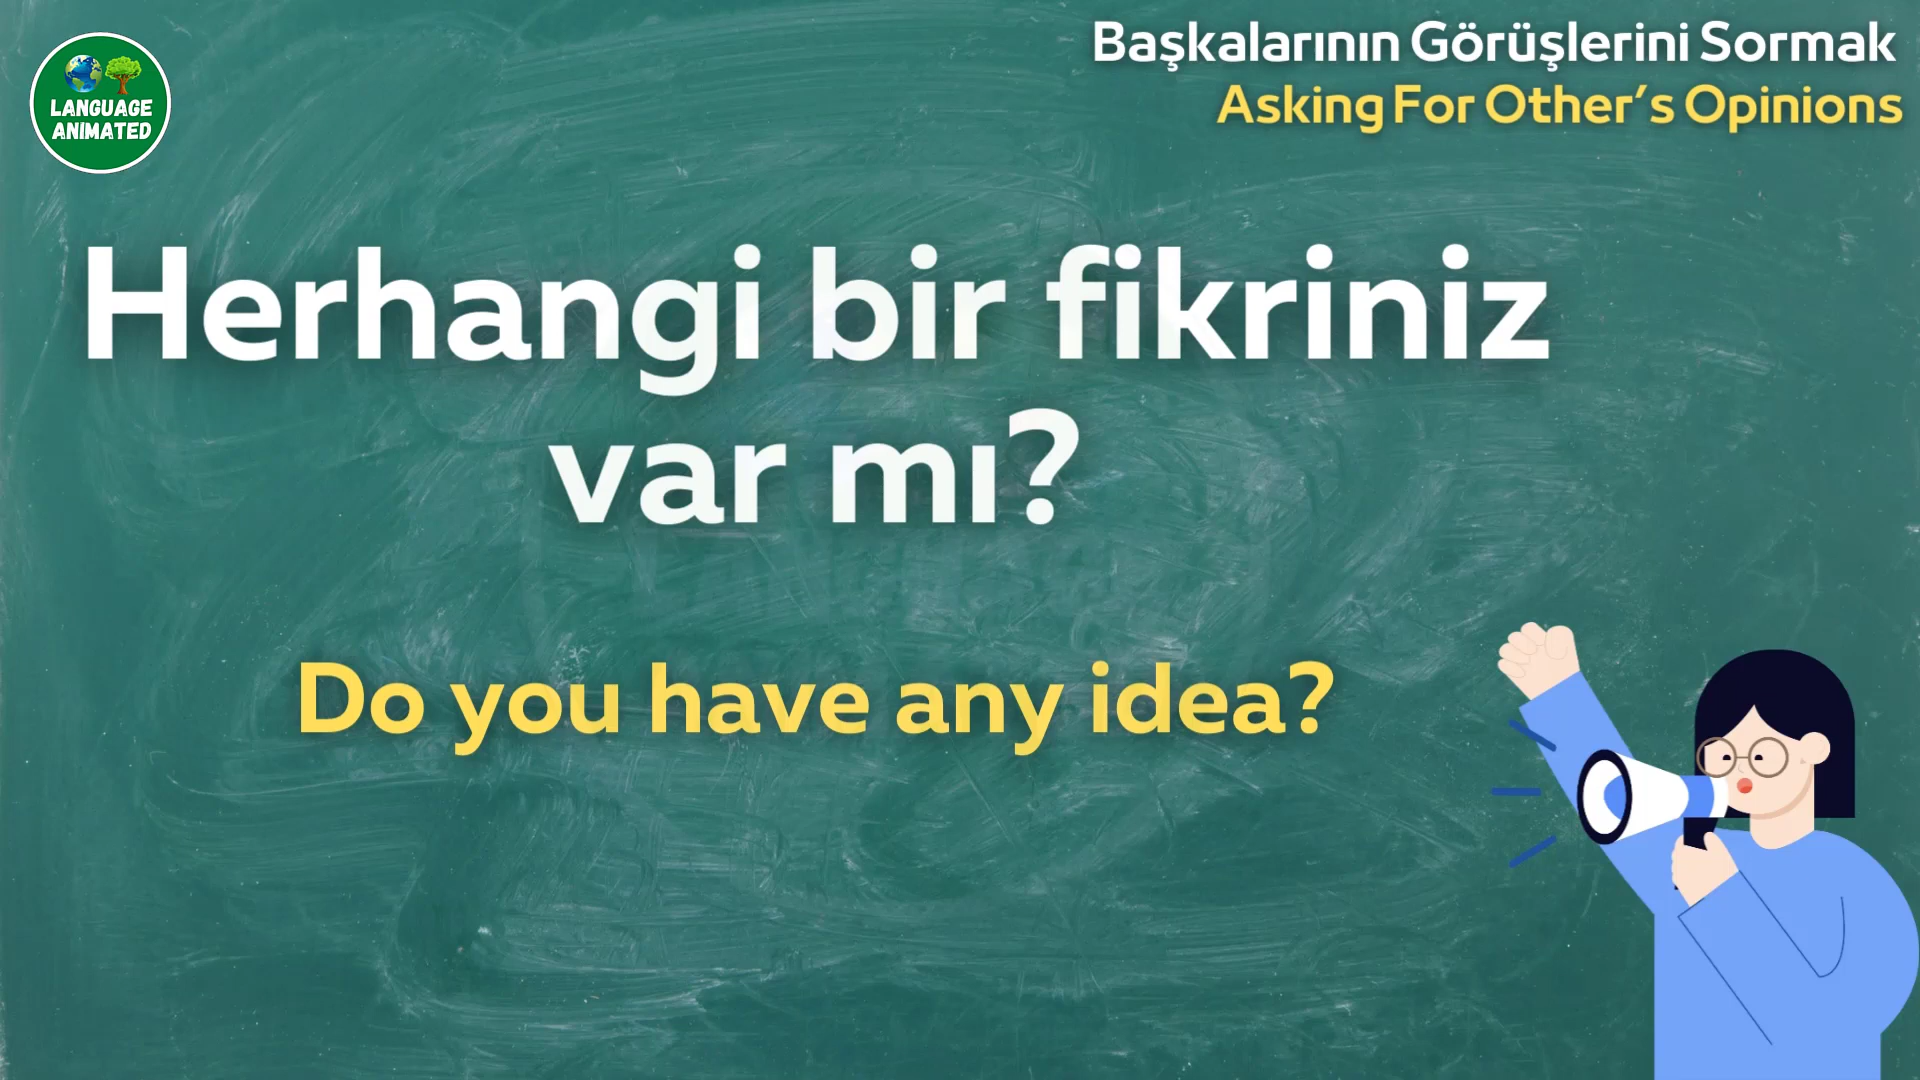 LANGUAGE
ANIMATED
Başkalarının Görüşlerini Sormak
Asking For Other's Opinions
Herhangi bir fikriniz
var mı?
Do you have any idea?